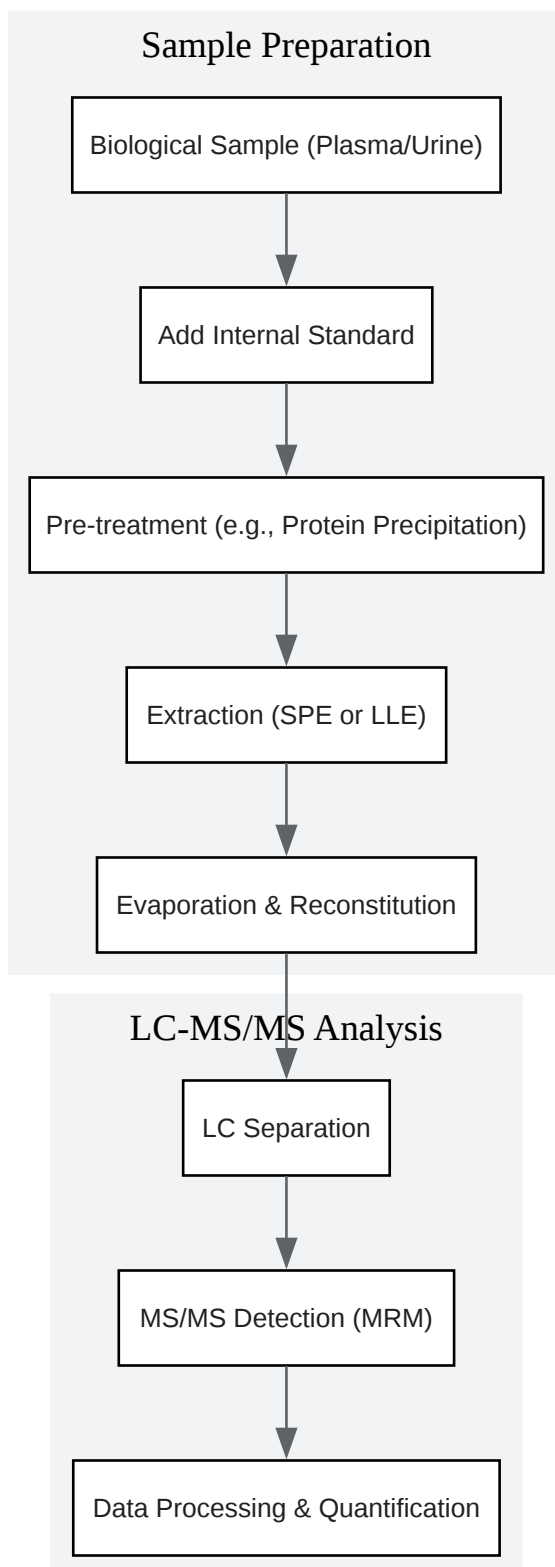 Sample Preparation
Biological Sample (Plasma/Urine)
Add Internal Standard
Pre-treatment (e.g., Protein Precipitation)
Extraction (SPE or LLE)
Evaporation & Reconstitution
LC-MS/MS Analysis
LC Separation
MS/MS Detection (MRM)
Data Processing & Quantification